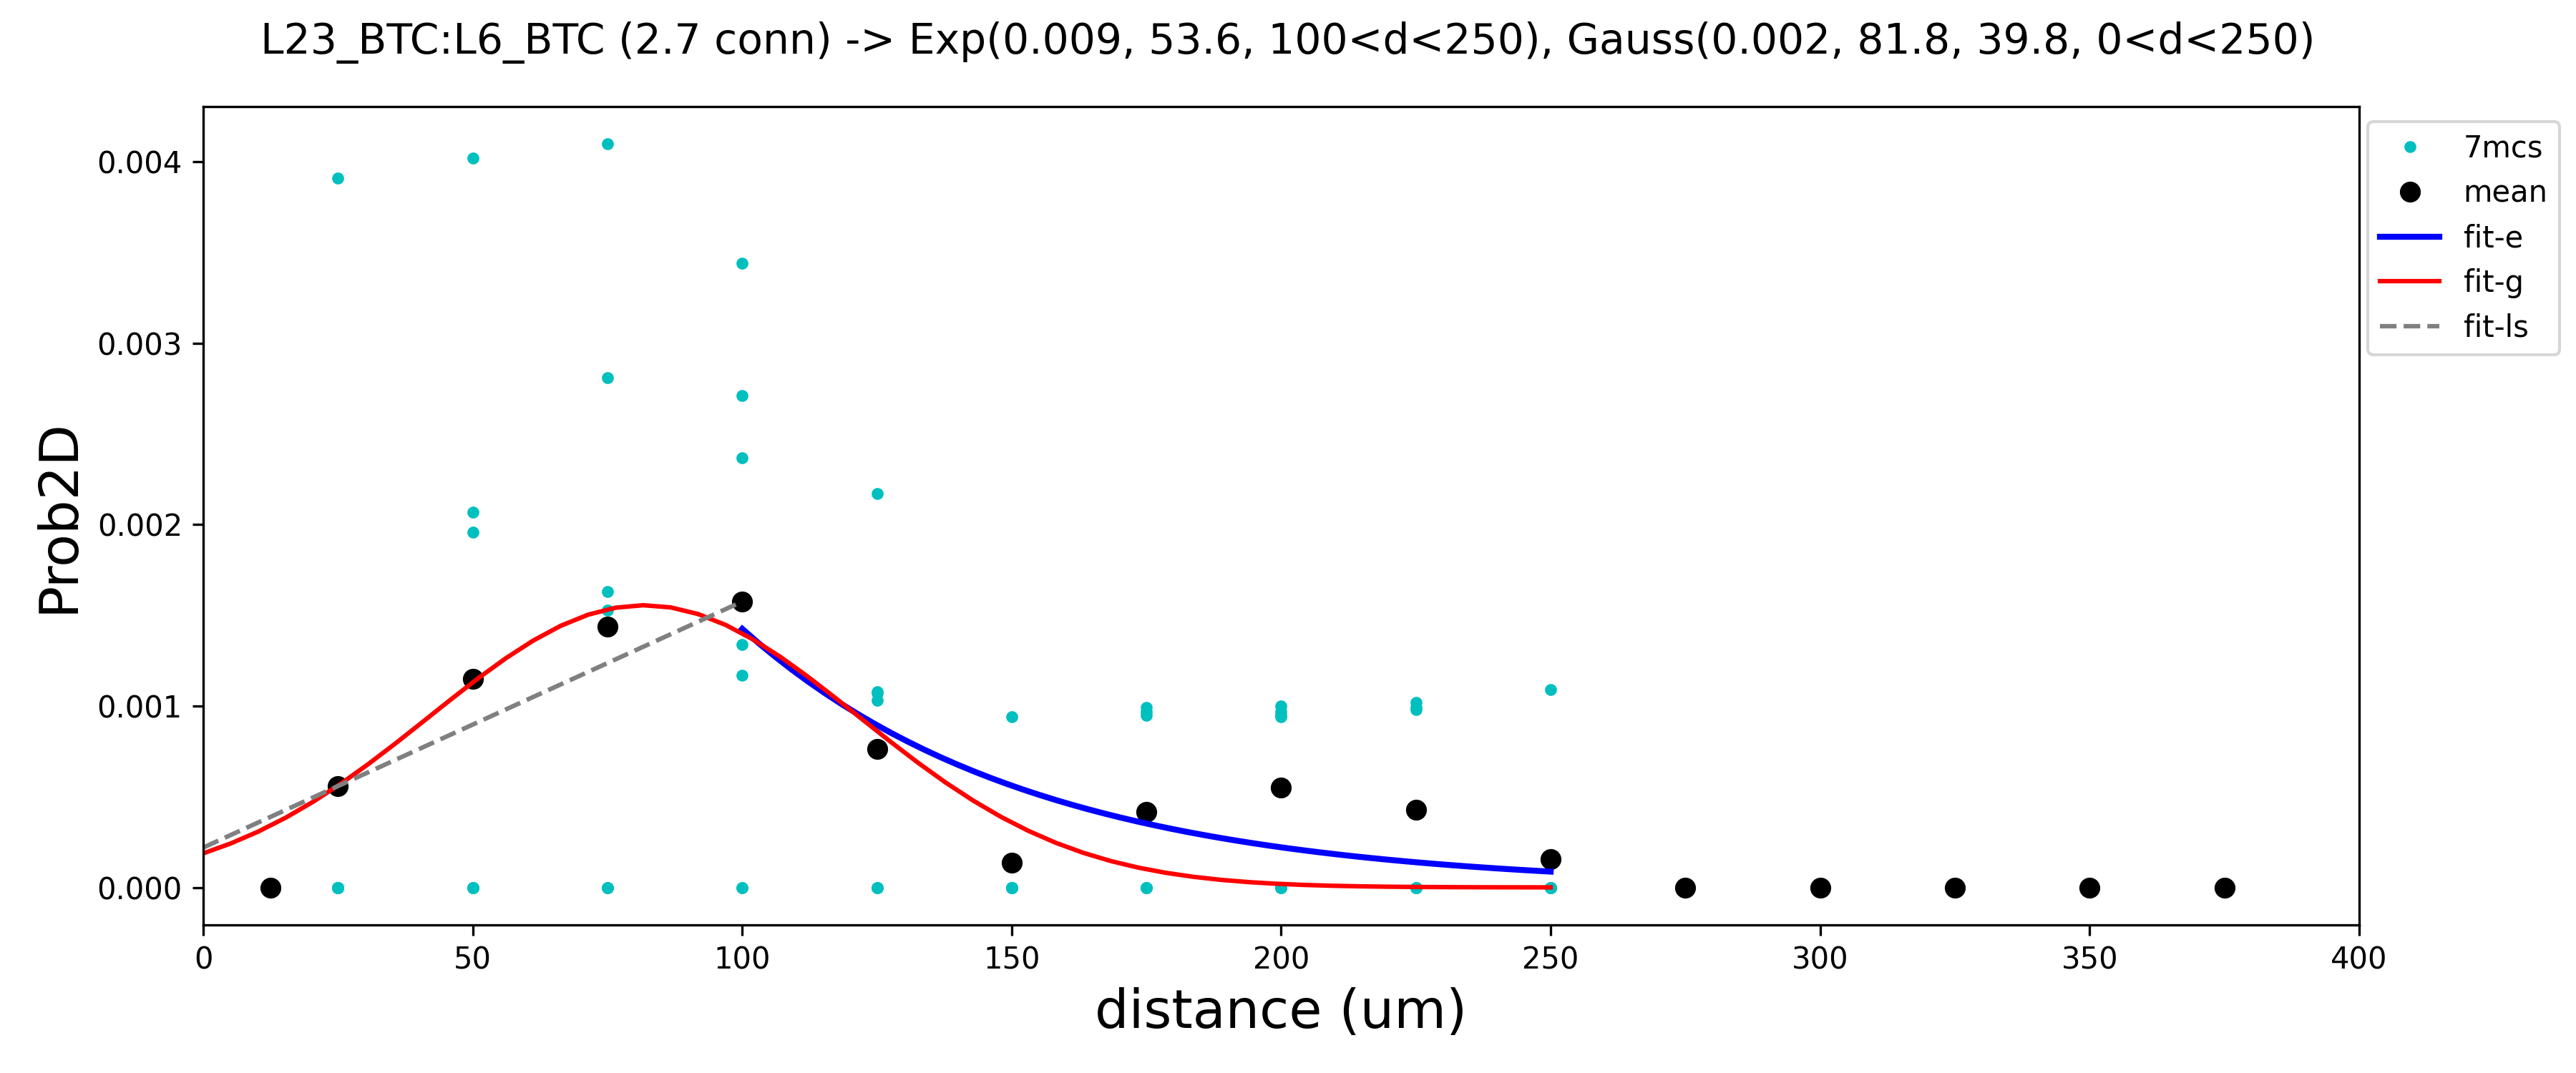 L23_BTC:L6_BTC (2.7 conn) -> Exp(0.009, 53.6, 100<d<250), Gauss(0.002, 81.8, 39.8, 0<d<250)
7mcs
mean
fit-e
fit-g
fit-ls
Prob2D
0.004
0.003
0.002
0.001
0.000
0 50 100 150 200 250 300 350 400
distance (um)